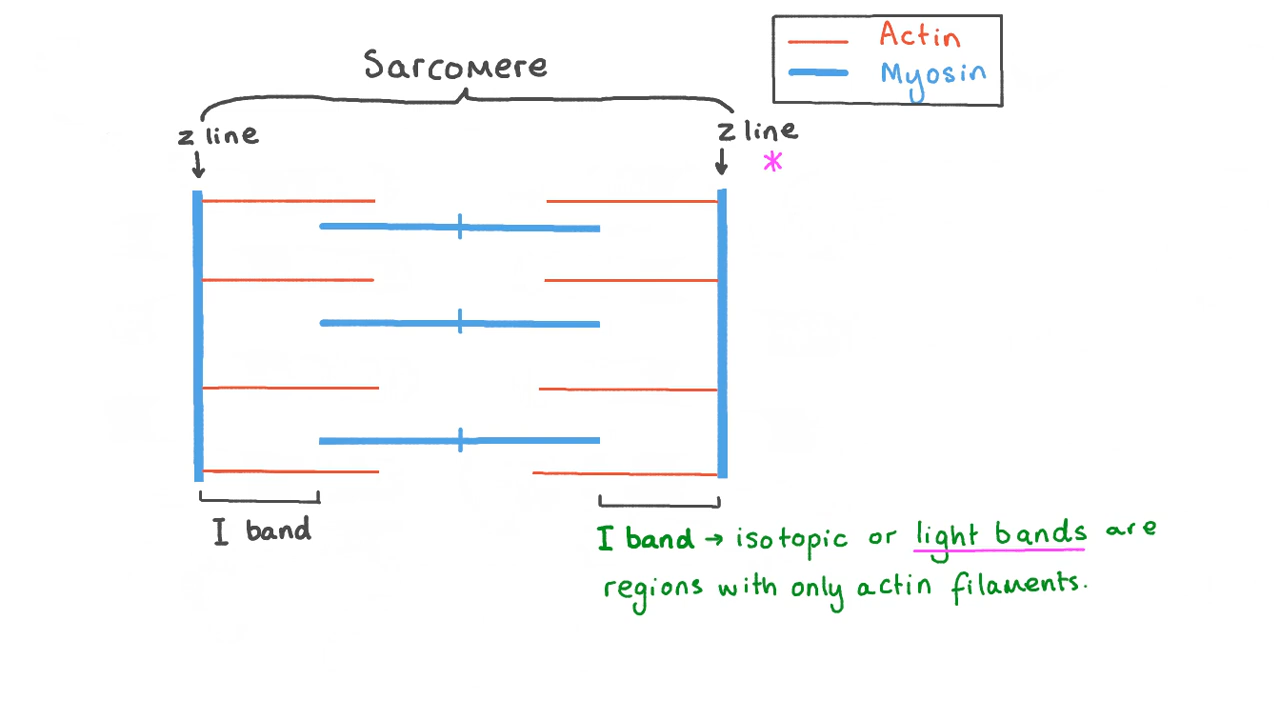 Actin
Sarcomere
Myosin
z line
z line
*
I band
I band → isotopic or light bands are
regions with only actin filaments.